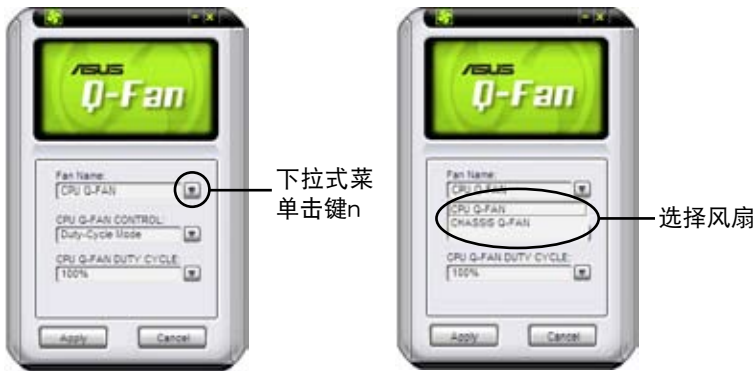 ASUS
Q-Fan
Fan Name:
CPU Q-FAN
CPU Q-FAN CONTROL:
Duty-Cycle Mode
CPU Q-FAN DUTY CYCLE:
100%
Apply Cancel
下拉式菜
单击键n
ASUS
Q-Fan
Fan Name:
CPU Q-FAN
CPU Q-FAN
CHASSIS Q-FAN
CPU Q-FAN DUTY CYCLE:
100%
Apply Cancel
选择风扇